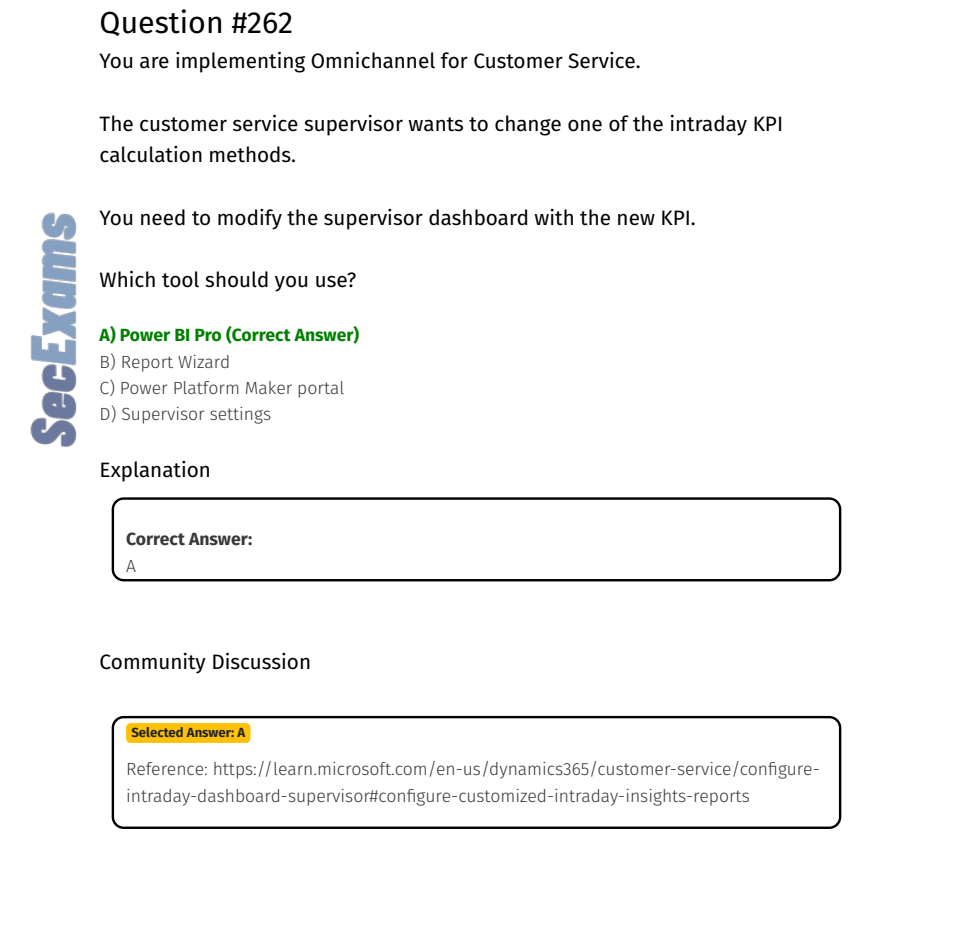 Question #262
You are implementing Omnichannel for Customer Service.
The customer service supervisor wants to change one of the intraday KPI
calculation methods.
You need to modify the supervisor dashboard with the new KPI.
Which tool should you use?
A) Power BI Pro (Correct Answer)
B) Report Wizard
C) Power Platform Maker portal
D) Supervisor settings
SecExams
Explanation
Correct Answer:
A
Community Discussion
Selected Answer: A
Reference: https://learn.microsoft.com/en-us/dynamics365/customer-service/configure-
intraday-dashboard-supervisor#configure-customized-intraday-insights-reports